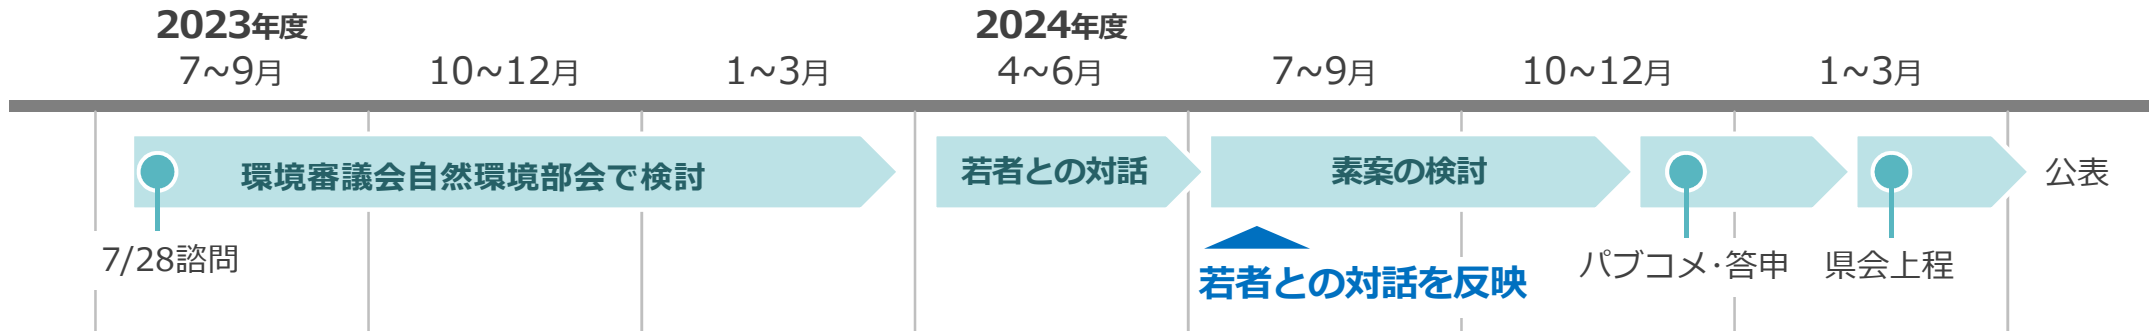 2023年度 2024年度
7~9月 10~12月 1~3月 4~6月 7~9月 10~12月 1~3月
環境審議会自然環境部会で検討 若者との対話 素案の検討 公表
7/28諮問 パブコメ・答申 県会上程
若者との対話を反映